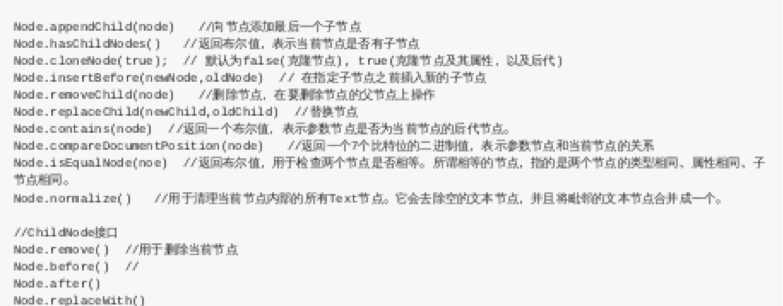 Node.appendChild(node)   //向节点添加最后一个子节点
Node.hasChildNodes()   //返回布尔值，表示当前节点是否有子节点
Node.cloneNode(true);  // 默认为false(克隆节点), true(克隆节点及其属性，以及后代)
Node.insertBefore(newNode,oldNode)  // 在指定子节点之前插入新的子节点
Node.removeChild(node)   //删除节点，在要删除节点的父节点上操作
Node.replaceChild(newChild,oldChild)  //替换节点
Node.contains(node)  //返回一个布尔值，表示参数节点是否为当前节点的后代节点。
Node.compareDocumentPosition(node)   //返回一个7个比特位的二进制值，表示参数节点和当前节点的关系
Node.isEqualNode(noe)  //返回布尔值，用于检查两个节点是否相等。所谓相等的节点，指的是两个节点的类型相同、属性相同、子
节点相同。
Node.normalize()   //用于清理当前节点内部的所有Text节点。它会去除空的文本节点，并且将毗邻的文本节点合并成一个。
//ChildNode接口
Node.remove()  //用于删除当前节点
Node.before()  //
Node.after()
Node.replaceWith()